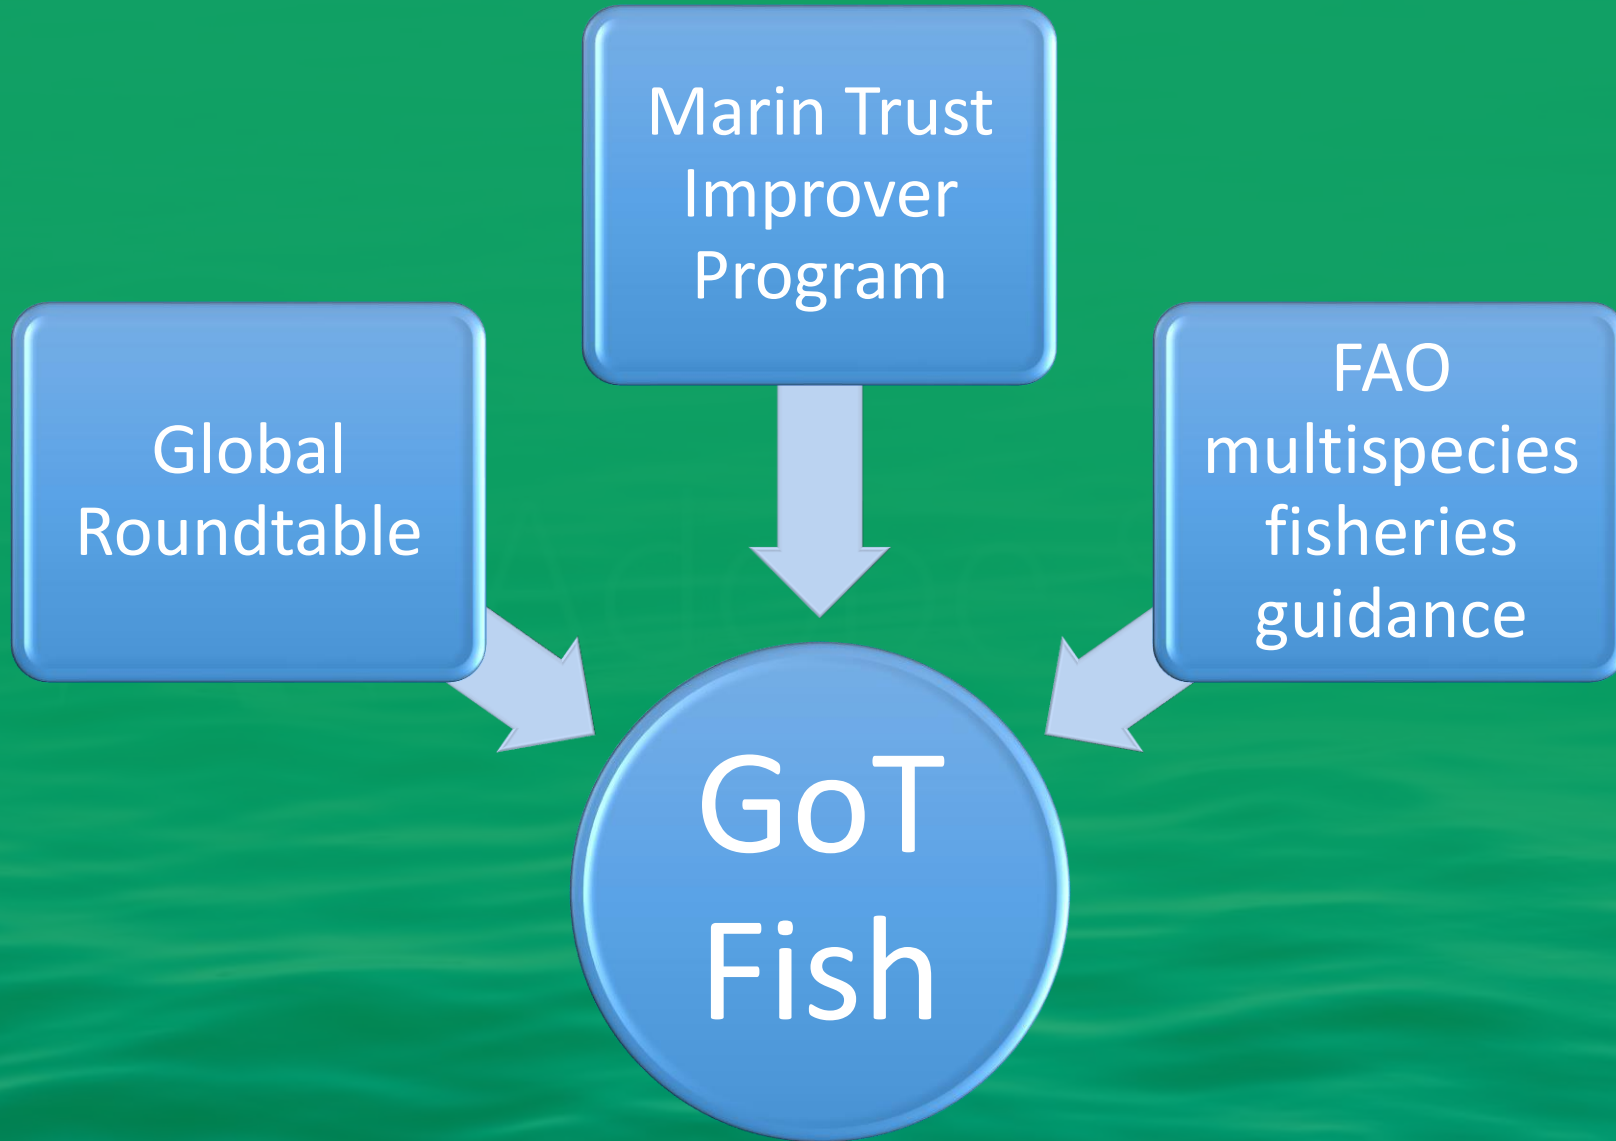 Marin Trust
Improver
Program
Global
Roundtable
FAO
multispecies
fisheries
guidance
GoT
Fish